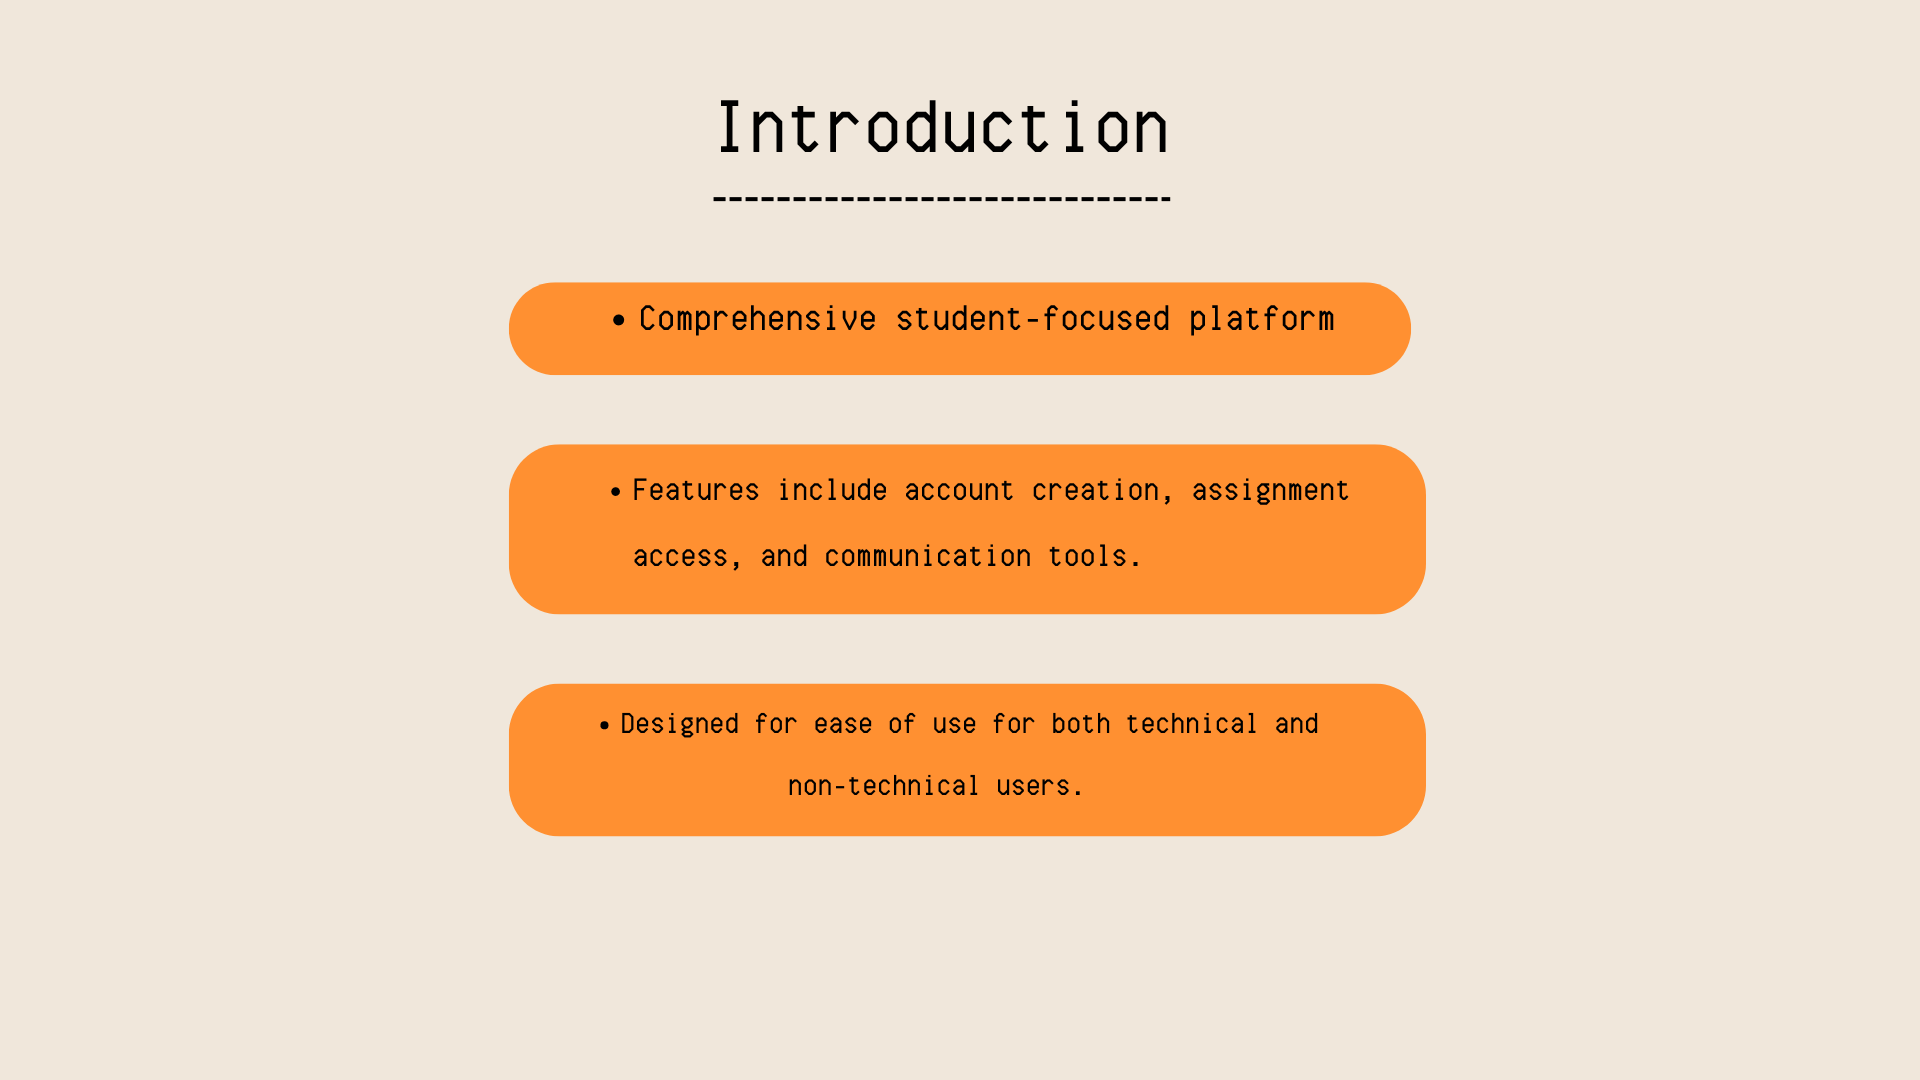 Introduction
• Comprehensive student-focused platform
• Features include account creation, assignment
access, and communication tools.
• Designed for ease of use for both technical and
non-technical users.